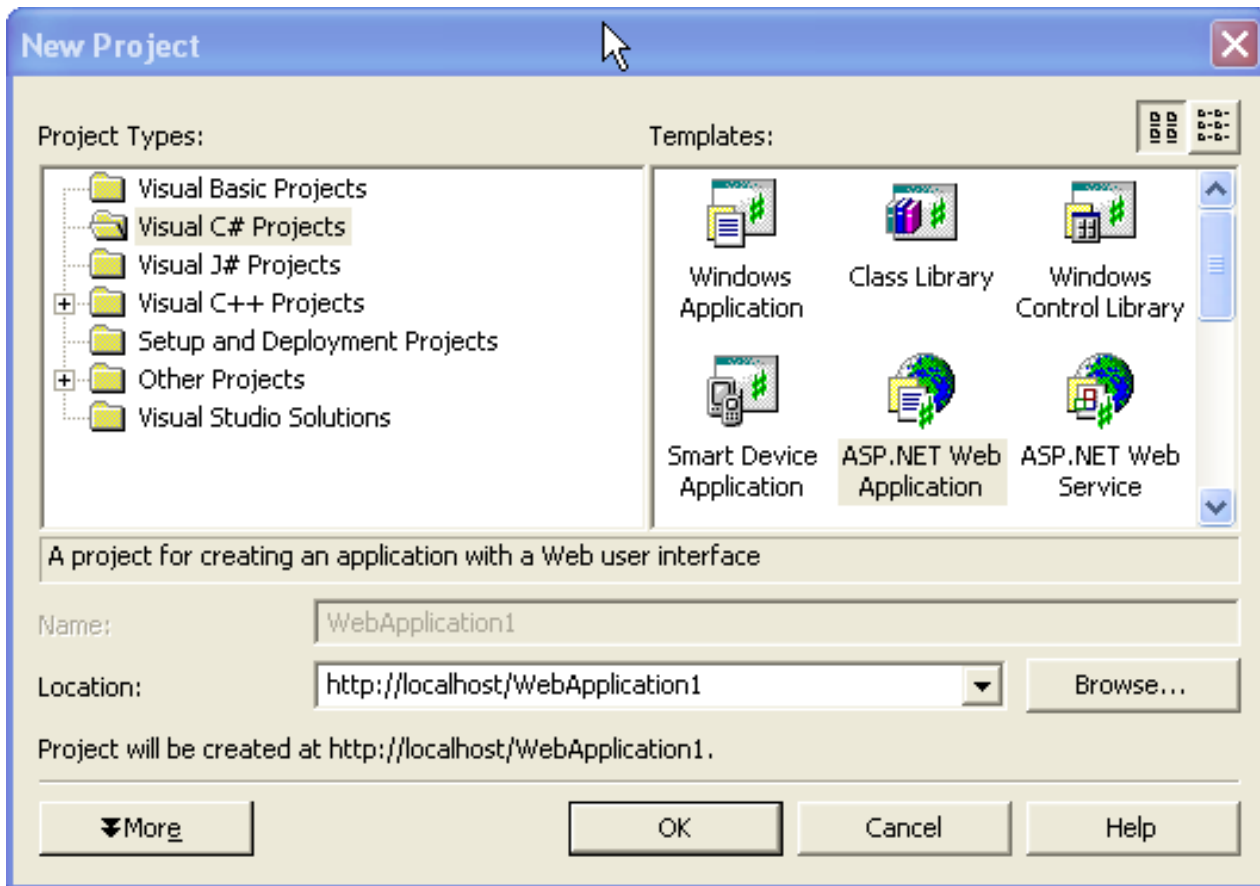 New Project
Project Types:
Templates:
Visual Basic Projects
Visual C# Projects
Visual J# Projects
Visual C++ Projects
Setup and Deployment Projects
Other Projects
Visual Studio Solutions
Windows
Application
Class Library
Windows
Control Library
Smart Device
Application
ASP.NET Web
Application
ASP.NET Web
Service
A project for creating an application with a Web user interface
Name:
WebApplication1
Location:
http://localhost/WebApplication1
Browse...
Project will be created at http://localhost/WebApplication1.
More
OK
Cancel
Help